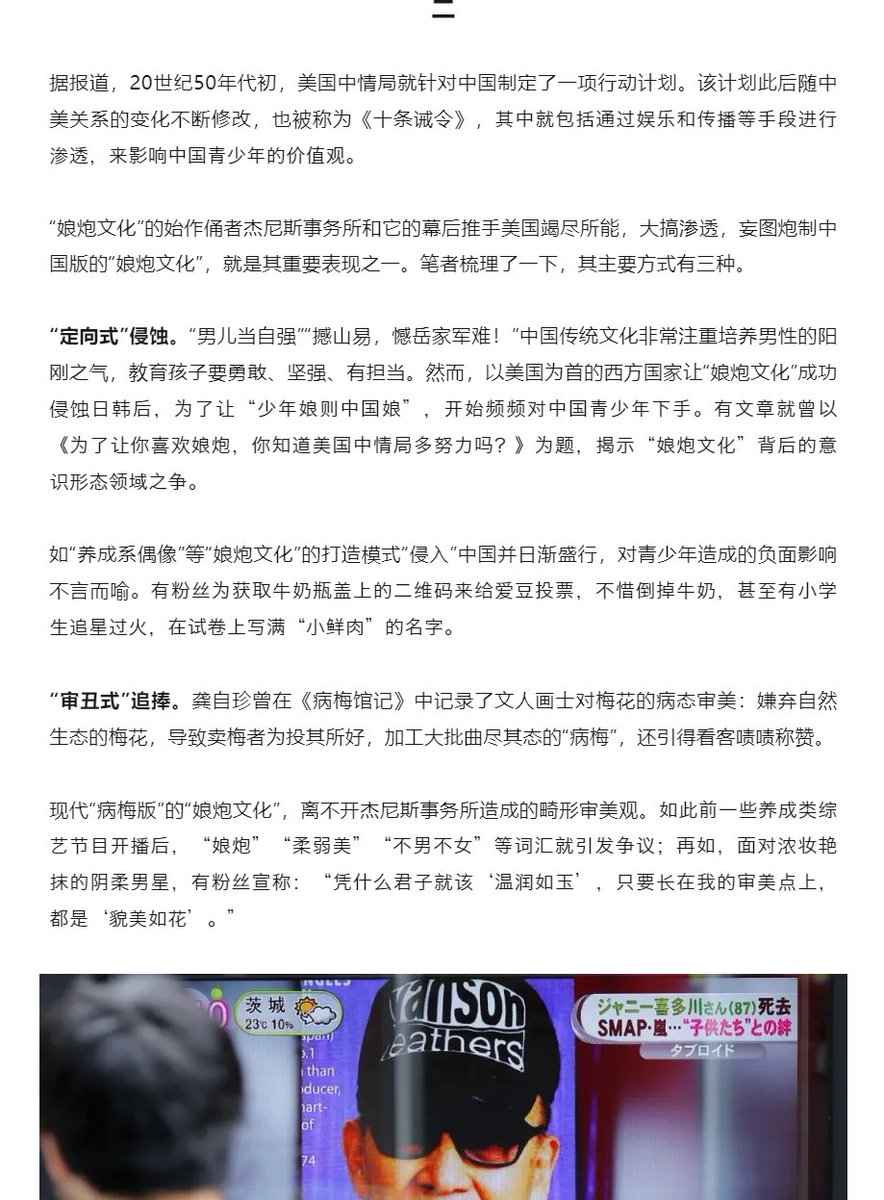 二
据报道，20世纪50年代初，美国中情局就针对中国制定了一项行动计划。该计划此后随中
美关系的变化不断修改，也被称为《十条诫令》，其中就包括通过娱乐和传播等手段进行
渗透，来影响中国青少年的价值观。
“娘炮文化”的始作俑者杰尼斯事务所和它的幕后推手美国竭尽所能，大搞渗透，妄图炮制中
国版的“娘炮文化”，就是其重要表现之一。笔者梳理了一下，其主要方式有三种。
“定向式”侵蚀。“男儿当自强”“撼山易，憾岳家军难！”中国传统文化非常注重培养男性的阳
刚之气，教育孩子要勇敢、坚强、有担当。然而，以美国为首的西方国家让“娘炮文化”成功
侵蚀日韩后，为了让“少年娘则中国娘”，开始频频对中国青少年下手。有文章就曾以
《为了让你喜欢娘炮，你知道美国中情局多努力吗？》为题，揭示“娘炮文化”背后的意
识形态领域之争。
如“养成系偶像”等“娘炮文化”的打造模式“侵入”中国并日渐盛行，对青少年造成的负面影响
不言而喻。有粉丝为获取牛奶瓶盖上的二维码来给爱豆投票，不惜倒掉牛奶，甚至有小学
生追星过火，在试卷上写满“小鲜肉”的名字。
“审丑式”追捧。龚自珍曾在《病梅馆记》中记录了文人画士对梅花的病态审美：嫌弃自然
生态的梅花，导致卖梅者为投其所好，加工大批曲尽其态的“病梅”，还引得看客啧啧称赞。
现代“病梅版”的“娘炮文化”，离不开杰尼斯事务所造成的畸形审美观。如此前一些养成类综
艺节目开播后，“娘炮”“柔弱美”“不男不女”等词汇就引发争议；再如，面对浓妆艳
抹的阴柔男星，有粉丝宣称：“凭什么君子就该‘温润如玉’，只要长在我的审美点上，
都是‘貌美如花’。”
茨城
23℃ 10%
ジャニー喜多川さん(87)死去
SMAP・嵐…“子供たち”との絆
タブロイド
Vanson
Leathers
than
of
74